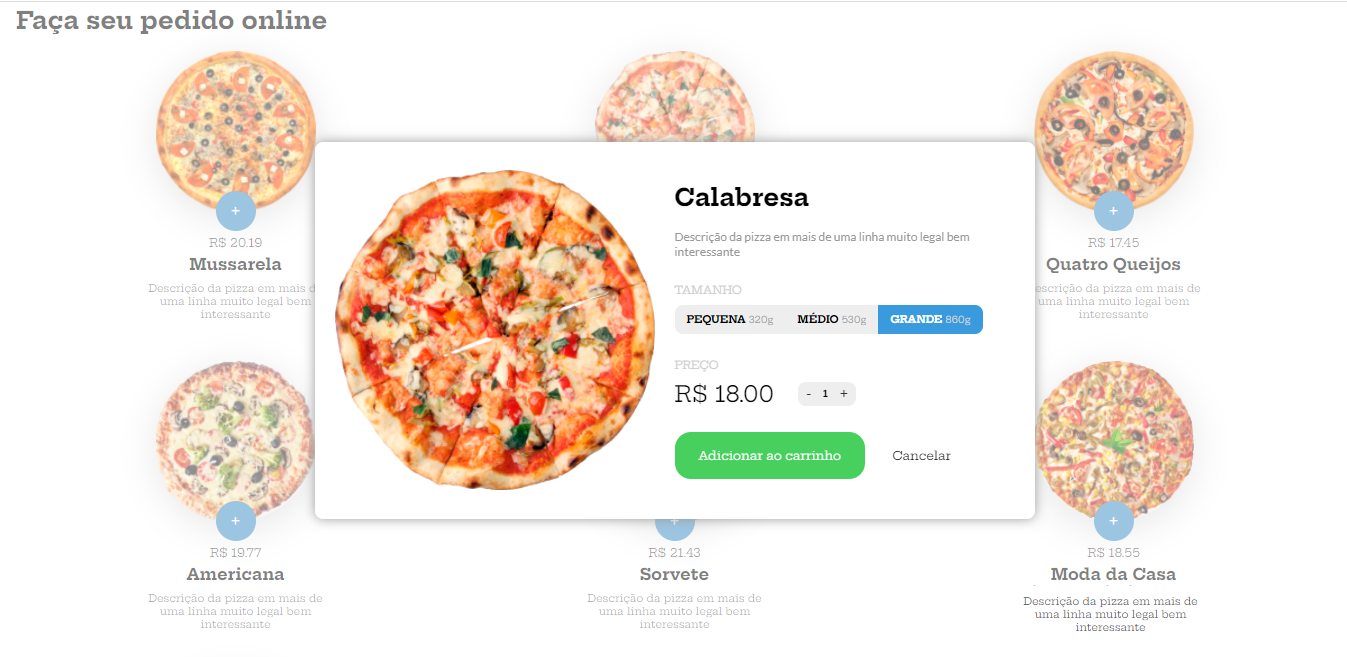 Faça seu pedido online
+
R$ 20.19
Mussarela
Descrição da pizza em mais d
uma linha muito legal bem
interessante
Calabresa
Descrição da pizza em mais de uma linha muito legal bem
interessante
TAMANHO
PEQUENA 320g MÉDIO 530g GRANDE 860g
PREÇO
R$ 18.00 - 1 +
Adicionar ao carrinho Cancelar
+
R$ 17.45
Quatro Queijos
escrição da pizza em mais de
uma linha muito legal bem
interessante
+
R$ 19.77
Americana
Descrição da pizza em mais de
uma linha muito legal bem
interessante
+
R$ 21.43
Sorvete
Descrição da pizza em mais de
uma linha muito legal bem
interessante
+
R$ 18.55
Moda da Casa
Descrição da pizza em mais de
uma linha muito legal bem
interessante